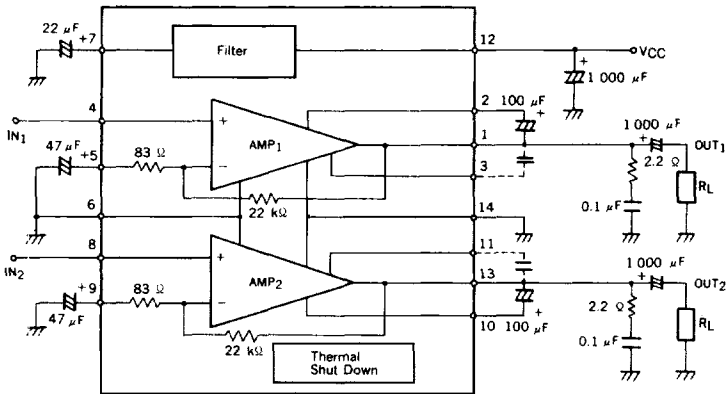 22 μF
+7
Filter
12
VCC
+
1 000 μF
4
IN1
+
AMP1
2
100 μF
+
1
1 000 μF
+
OUT1
47 μF
+5
83 Ω
−
3
2.2 Ω
RL
22 kΩ
0.1 μF
6
14
8
IN2
+
AMP2
11
13
1 000 μF
+
OUT2
+9
47 μF
83 Ω
−
+
2.2 Ω
RL
10
100 μF
22 kΩ
0.1 μF
Thermal
Shut Down